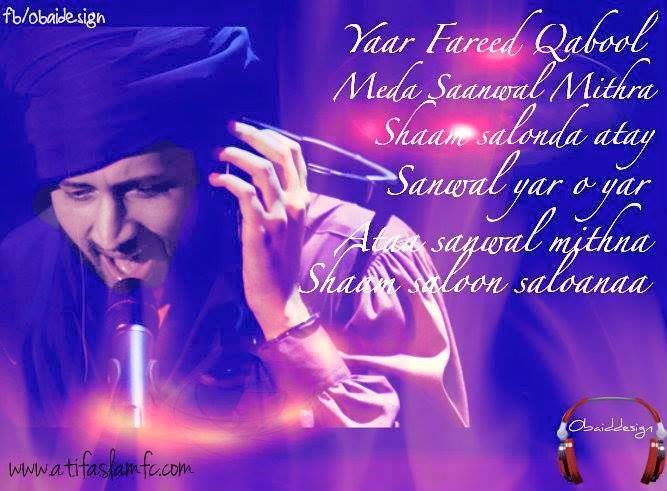 fb/obaidesign
Yaar Fareed Qabool
Meda Saanwal Mithra
Shaam salonda atay
Sanwal yar o yar
Ataa sanwal mithna
Shaam saloon saloanaa
Obaiddesign
www.atifaslamfc.com